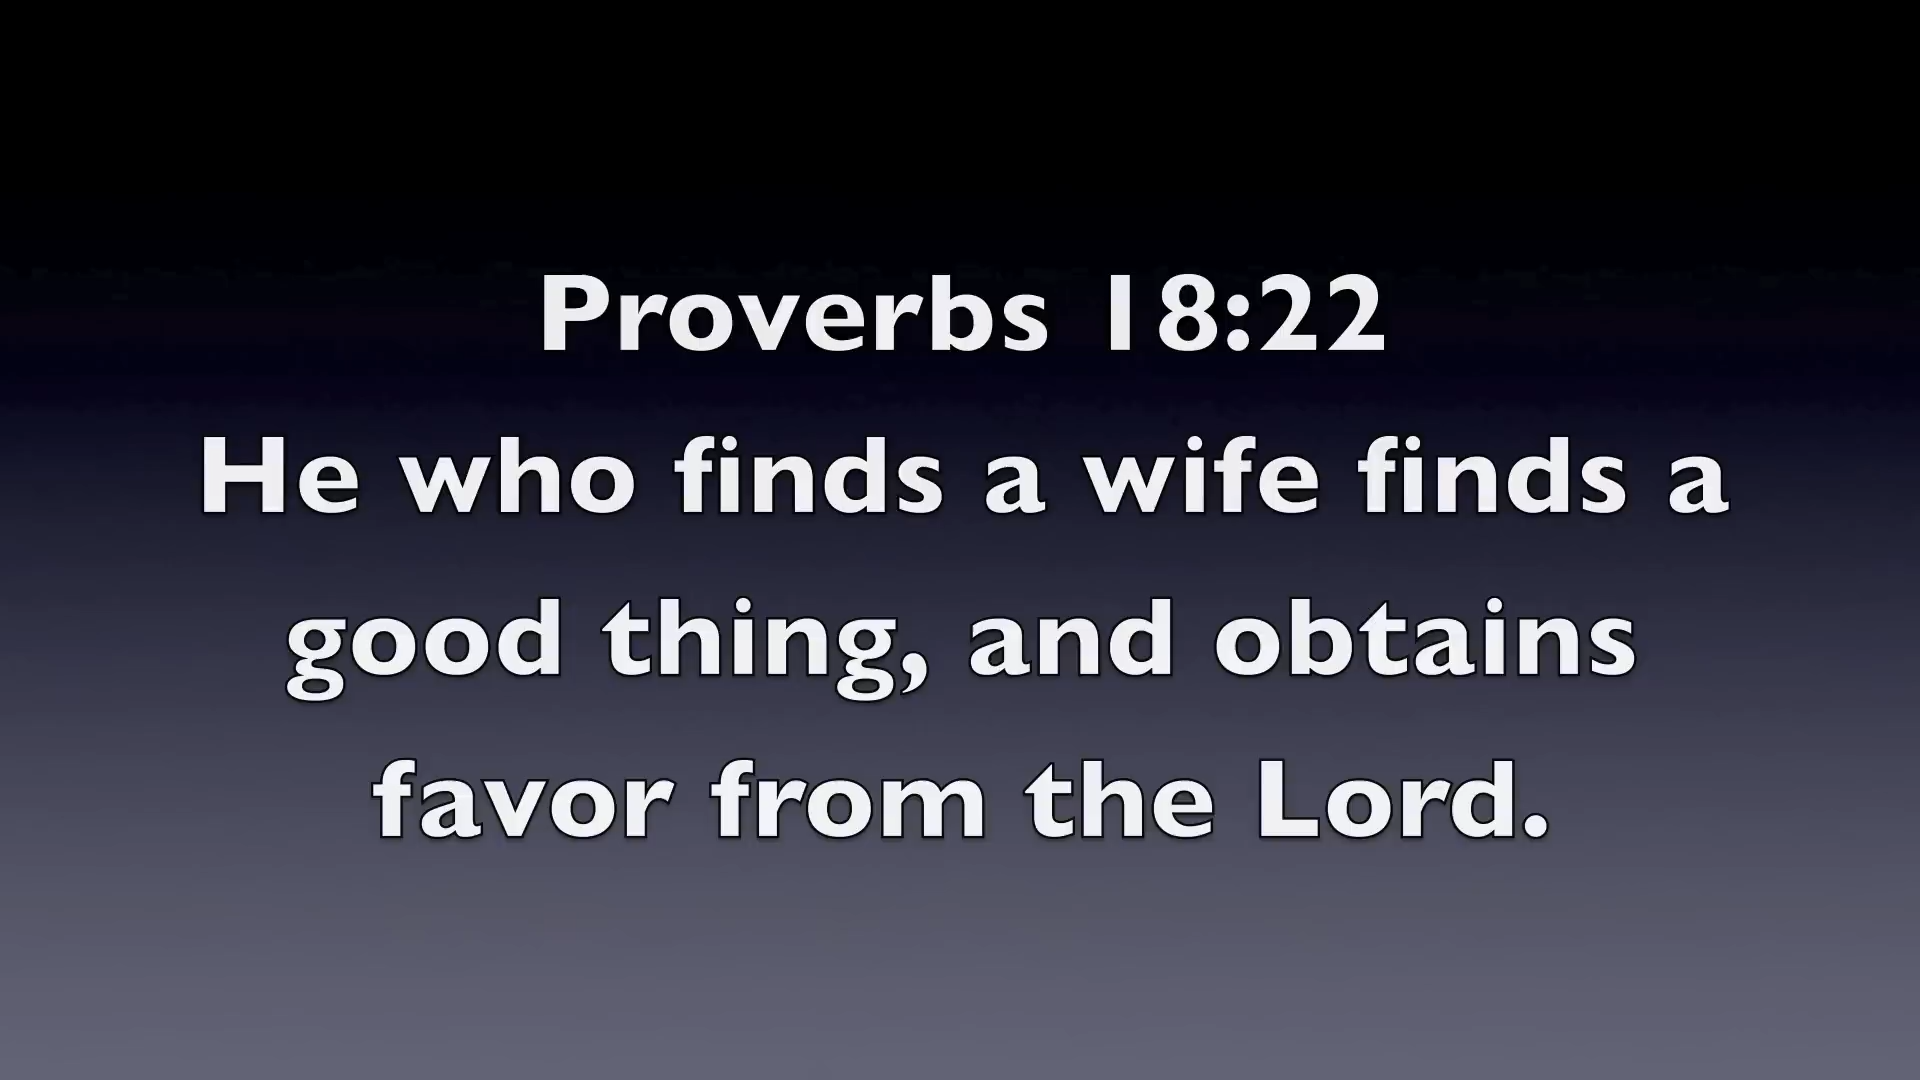 Proverbs 18:22
He who finds a wife finds a
good thing, and obtains
favor from the Lord.